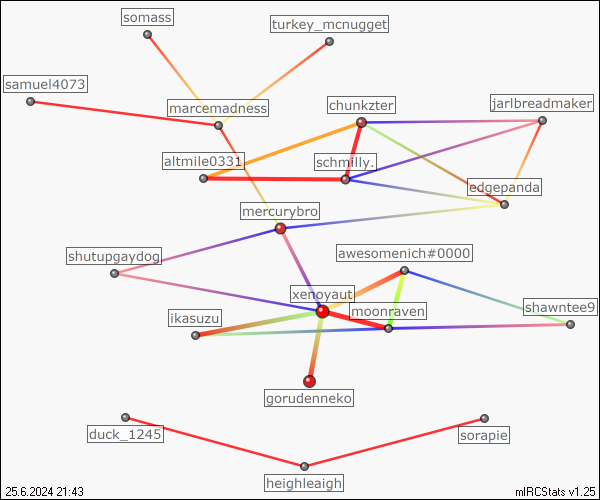 somass
turkey_mcnugget
samuel4073
marcemadness
chunkzter
jarlbreadmaker
altmile0331
schmilly.
edgepanda
mercurybro
shutupgaydog
awesomenich#0000
xenoyaut
moonraven
shawntee9
ikasuzu
gorudenneko
duck_1245
sorapie
heighleaigh
25.6.2024 21:43
mIRCStats v1.25